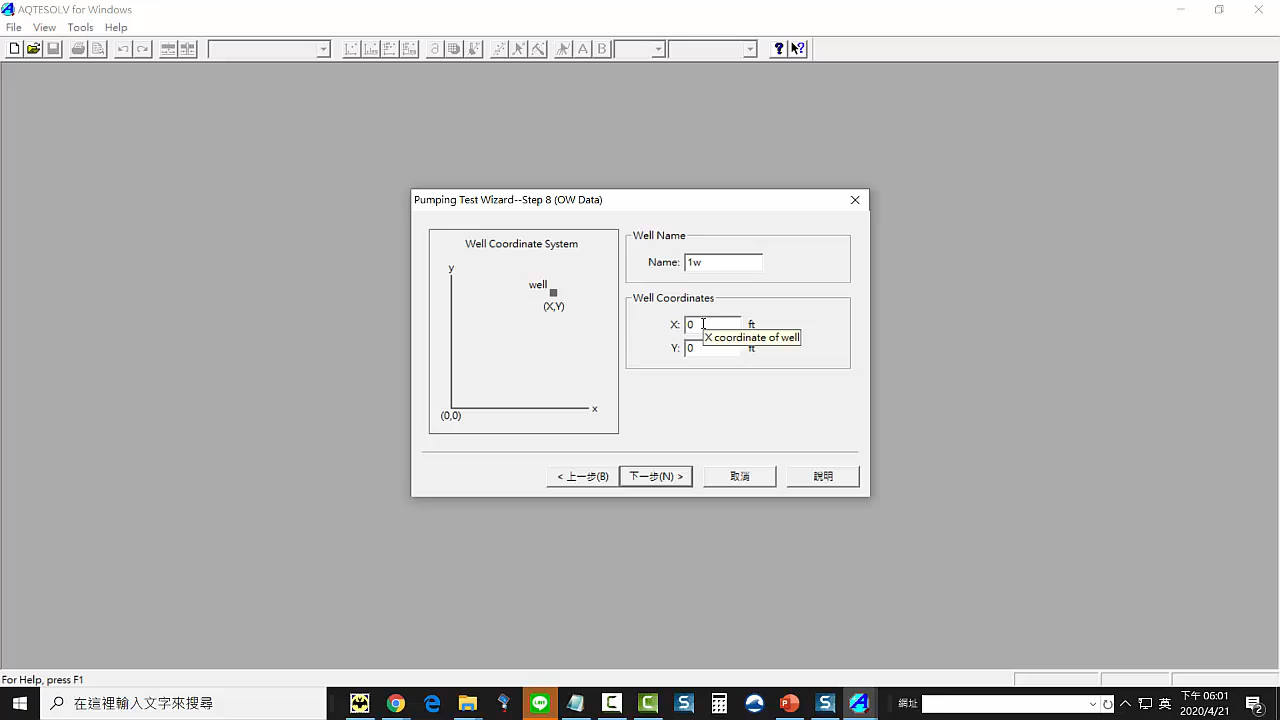 AQTESOLV for Windows
File View Tools Help
Pumping Test Wizard--Step 8 (OW Data)
Well Coordinate System
y
well
(X,Y)
(0,0)
x
Well Name
Name: 1w
Well Coordinates
X: 0 ft
X coordinate of well
Y: 0 ft
< 上一步(B) 下一步(N) > 取消 說明
For Help, press F1
在這裡輸入文字來搜尋
網址
英
下午 06:01
2020/4/21
2